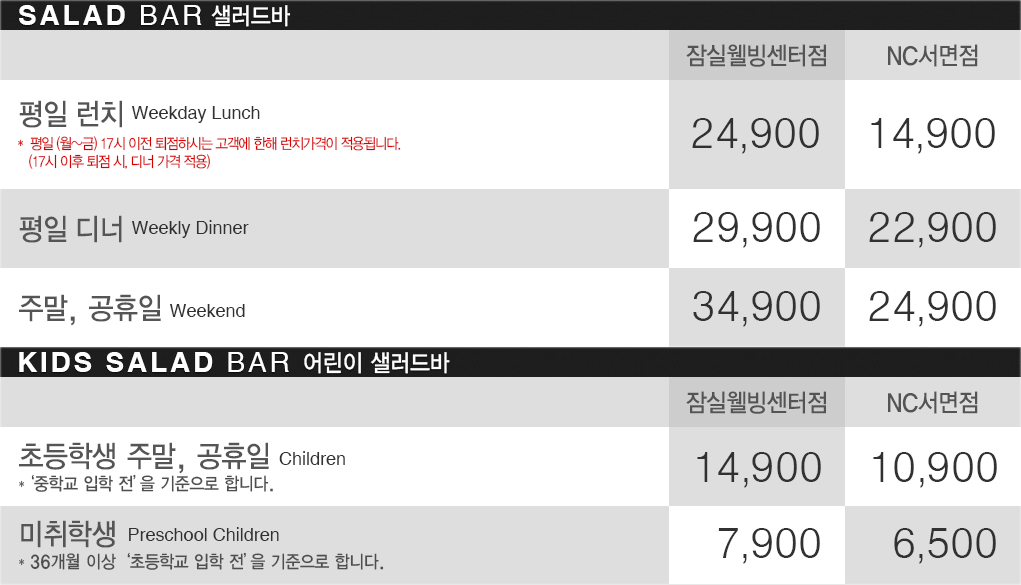 SALAD BAR 샐러드바
잠실웰빙센터점 NC서면점
평일 런치 Weekday Lunch 24,900 14,900
* 평일 (월~금) 17시 이전 퇴점하시는 고객에 한해 런치가격이 적용됩니다.
(17시 이후 퇴점 시, 디너 가격 적용)
평일 디너 Weekly Dinner 29,900 22,900
주말, 공휴일 Weekend 34,900 24,900
KIDS SALAD BAR 어린이 샐러드바
잠실웰빙센터점 NC서면점
초등학생 주말, 공휴일 Children 14,900 10,900
* ‘중학교 입학 전’을 기준으로 합니다.
미취학생 Preschool Children 7,900 6,500
* 36개월 이상 ‘초등학교 입학 전’을 기준으로 합니다.